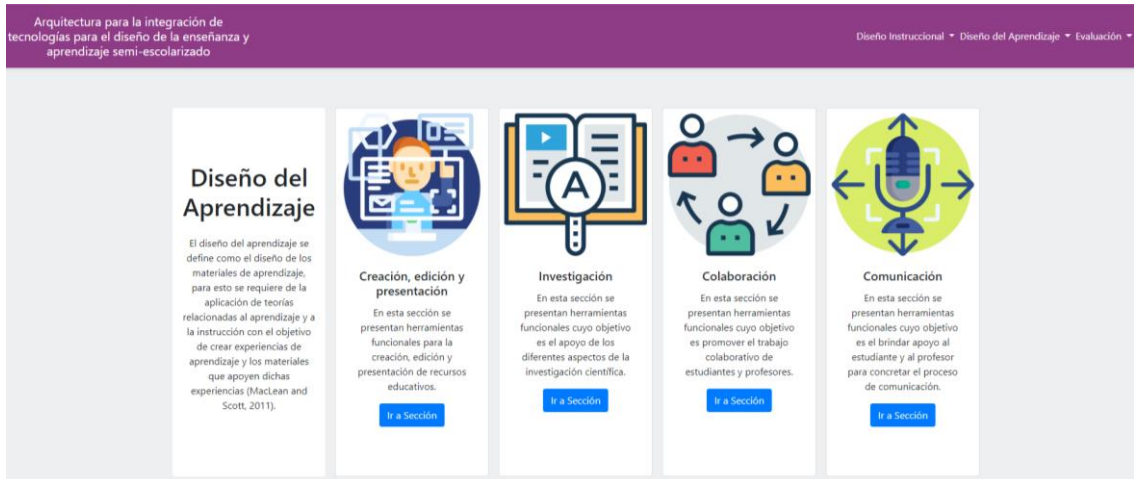 Arquitectura para la integración de
tecnologías para el diseño de la enseñanza y
aprendizaje semi-escolarizado
Diseño Instruccional
Diseño del Aprendizaje
Evaluación
Diseño del
Aprendizaje
El diseño del aprendizaje se
define como el diseño de los
materiales de aprendizaje,
para esto se requiere de la
aplicación de teorías
relacionadas al aprendizaje y a
la instrucción con el objetivo
de crear experiencias de
aprendizaje y los materiales
que apoyen dichas
experiencias (MacLean and
Scott, 2011).
Creación, edición y
presentación
En esta sección se
presentan herramientas
funcionales para la
creación, edición y
presentación de recursos
educativos.
Ir a Sección
A
Investigación
En esta sección se
presentan herramientas
funcionales cuyo objetivo
es el apoyo de los
diferentes aspectos de la
investigación científica.
Ir a Sección
Colaboración
En esta sección se
presentan herramientas
funcionales cuyo objetivo
es promover el trabajo
colaborativo de
estudiantes y profesores.
Ir a Sección
Comunicación
En esta sección se
presentan herramientas
funcionales cuyo objetivo
es el brindar apoyo al
estudiante y al profesor
para concretar el proceso
de comunicación.
Ir a Sección